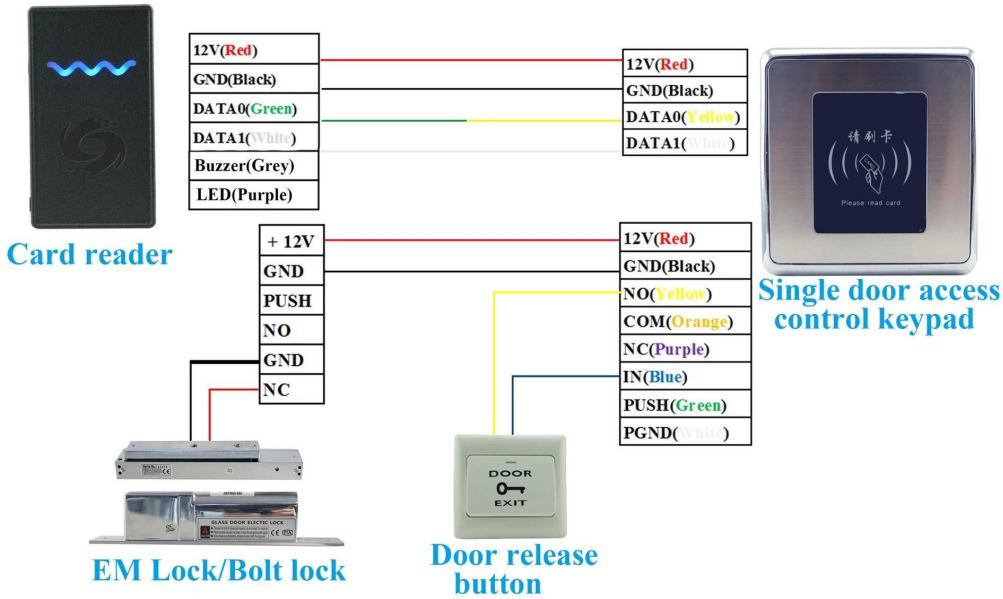 12V(Red)
GND(Black)
DATA0(Green)
DATA1(White)
Buzzer(Grey)
LED(Purple)
12V(Red)
GND(Black)
DATA0(Yellow)
DATA1(White)
请刷卡
CARD
Please read card
Card reader
+ 12V
GND
PUSH
NO
GND
NC
12V(Red)
GND(Black)
NO(Yellow)
COM(Orange)
NC(Purple)
IN(Blue)
PUSH(Green)
PGND(White)
Single door access
control keypad
GLASS DOOR ELECTIC LOCK
CE
EM Lock/Bolt lock
DOOR
EXIT
Door release
button